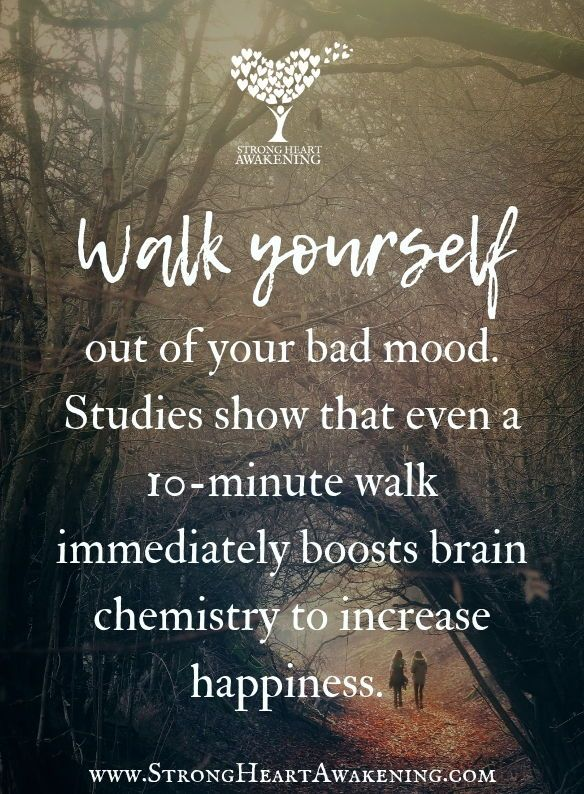 STRONG HEART
AWAKENING
Walk yourself
out of your bad mood.
Studies show that even a
10-minute walk
immediately boosts brain
chemistry to increase
happiness.
www.StrongHeartAwakening.com